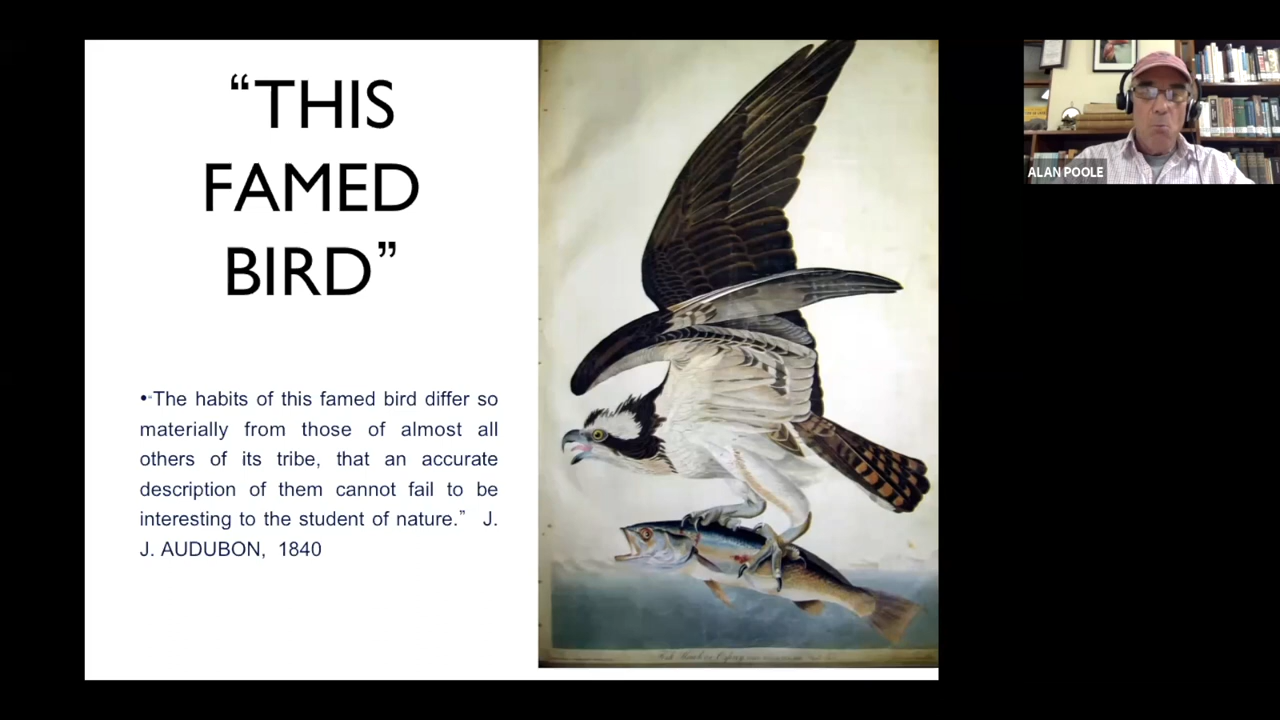 “THIS
FAMED
BIRD”
•“The habits of this famed bird differ so
materially from those of almost all
others of its tribe, that an accurate
description of them cannot fail to be
interesting to the student of nature.” J.
J. AUDUBON, 1840
ALAN POOLE